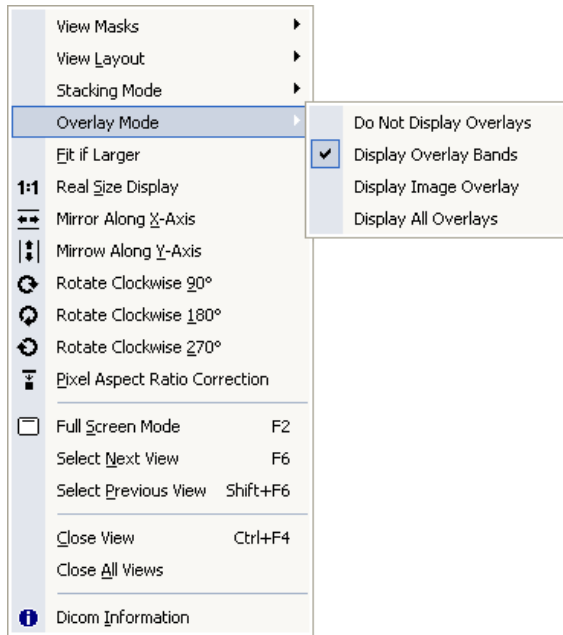 View Masks
View Layout
Stacking Mode
Overlay Mode
Do Not Display Overlays
Display Overlay Bands
Display Image Overlay
Display All Overlays
Fit if Larger
1:1 Real Size Display
Mirror Along X-Axis
Mirrow Along Y-Axis
Rotate Clockwise 90°
Rotate Clockwise 180°
Rotate Clockwise 270°
Pixel Aspect Ratio Correction
Full Screen Mode F2
Select Next View F6
Select Previous View Shift+F6
Close View Ctrl+F4
Close All Views
Dicom Information